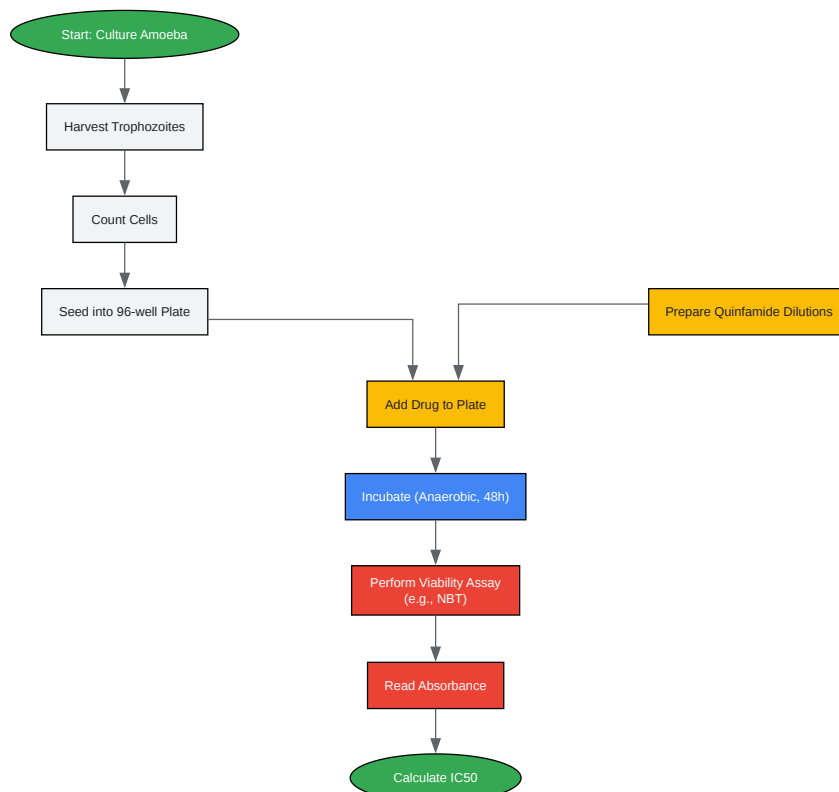 Start: Culture Amoeba
Harvest Trophozoites
Count Cells
Seed into 96-well Plate
Prepare Quinfamide Dilutions
Add Drug to Plate
Incubate (Anaerobic, 48h)
Perform Viability Assay
(e.g., NBT)
Read Absorbance
Calculate IC50